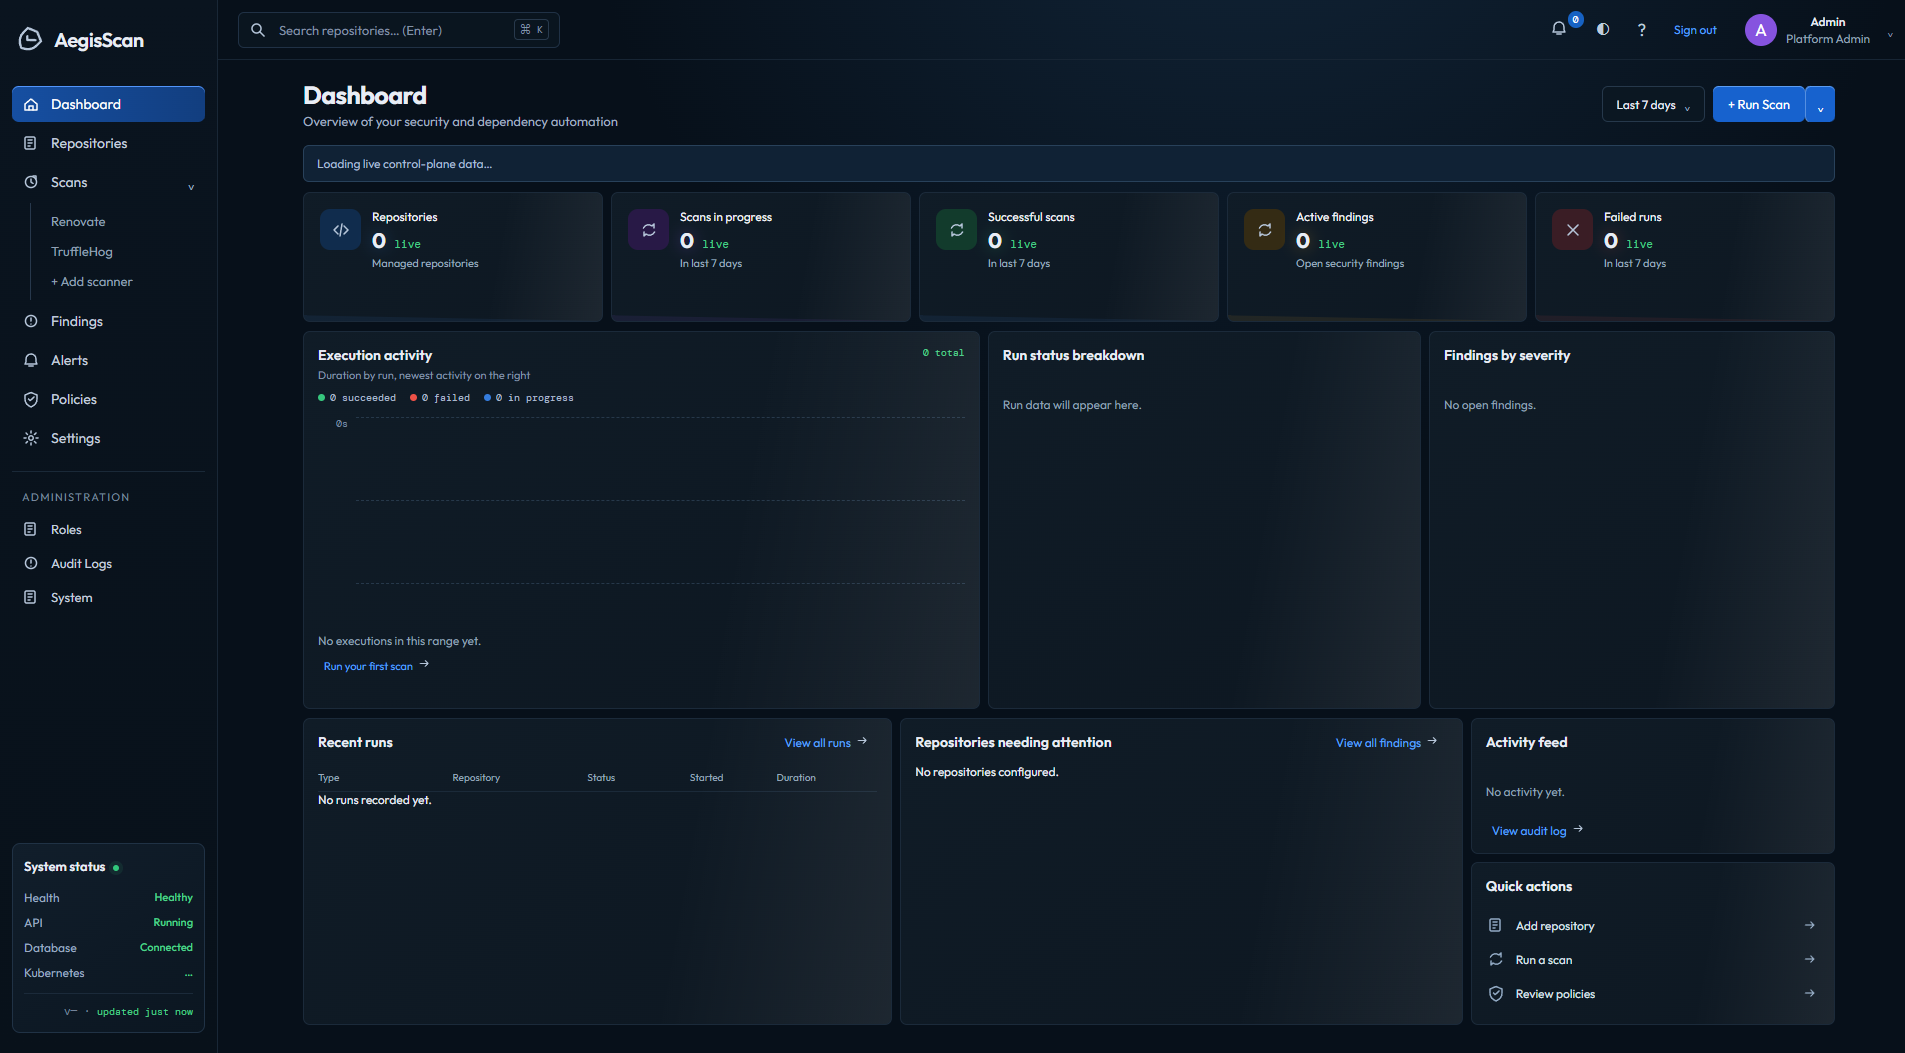 AegisScan
Search repositories... (Enter)
⌘ K
0
?
Sign out
A
Admin
Platform Admin
Dashboard
Repositories
Scans
Renovate
TruffleHog
+ Add scanner
Findings
Alerts
Policies
Settings
ADMINISTRATION
Roles
Audit Logs
System
System status
Health Healthy
API Running
Database Connected
Kubernetes ...
v— · updated just now
Dashboard
Overview of your security and dependency automation
Last 7 days
+ Run Scan
Loading live control-plane data...
Repositories
0 live
Managed repositories
Scans in progress
0 live
In last 7 days
Successful scans
0 live
In last 7 days
Active findings
0 live
Open security findings
Failed runs
0 live
In last 7 days
Execution activity
0 total
Duration by run, newest activity on the right
0 succeeded 0 failed 0 in progress
0s
No executions in this range yet.
Run your first scan →
Run status breakdown
Run data will appear here.
Findings by severity
No open findings.
Recent runs
View all runs →
Type Repository Status Started Duration
No runs recorded yet.
Repositories needing attention
View all findings →
No repositories configured.
Activity feed
No activity yet.
View audit log →
Quick actions
Add repository →
Run a scan →
Review policies →